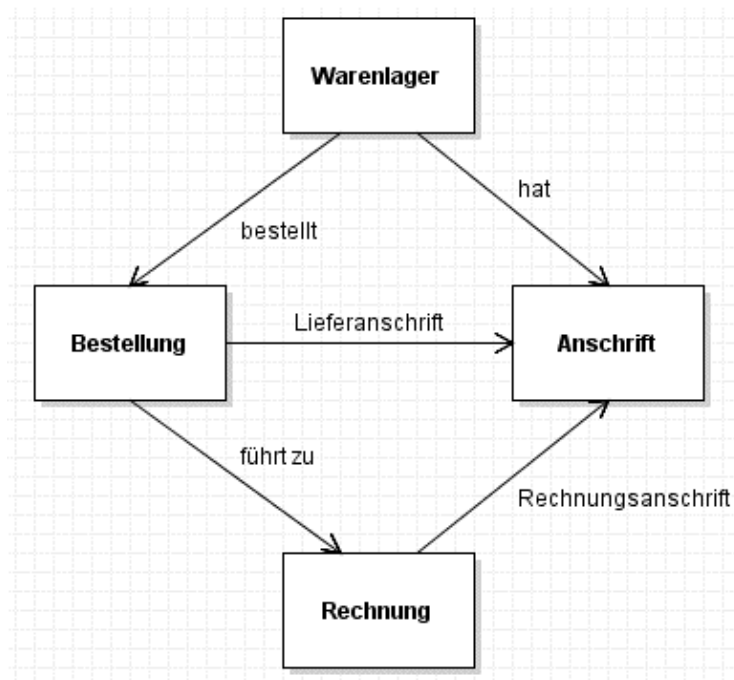 Warenlager
hat
bestellt
Lieferanschrift
Bestellung
Anschrift
führt zu
Rechnungsanschrift
Rechnung